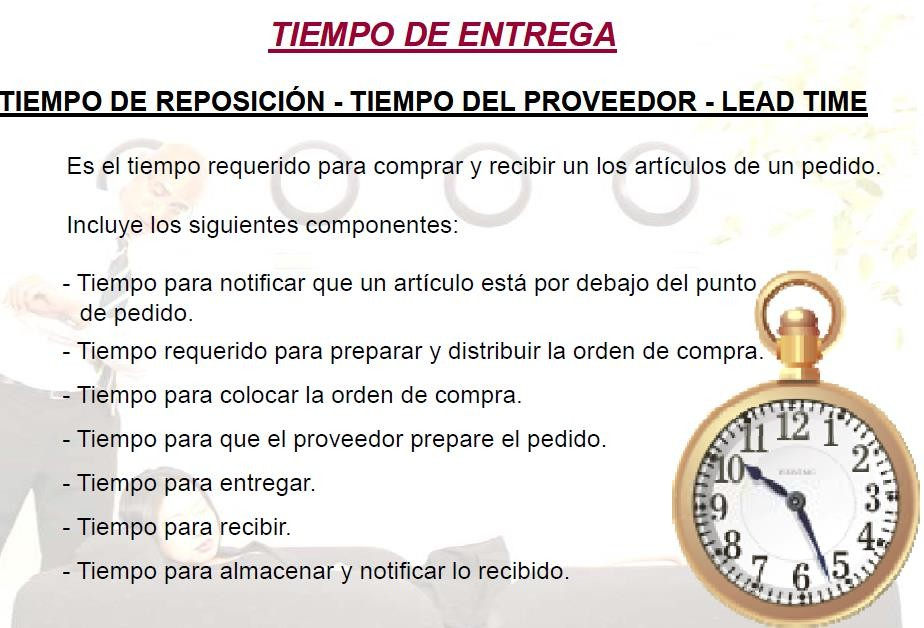 TIEMPO DE ENTREGA
TIEMPO DE REPOSICIÓN - TIEMPO DEL PROVEEDOR - LEAD TIME
Es el tiempo requerido para comprar y recibir un los artículos de un pedido.
Incluye los siguientes componentes:
- Tiempo para notificar que un artículo está por debajo del punto
de pedido.
- Tiempo requerido para preparar y distribuir la orden de compra.
- Tiempo para colocar la orden de compra.
- Tiempo para que el proveedor prepare el pedido.
- Tiempo para entregar.
- Tiempo para recibir.
- Tiempo para almacenar y notificar lo recibido.
12 1 2 3 4 5 6 7 8 9 10 11